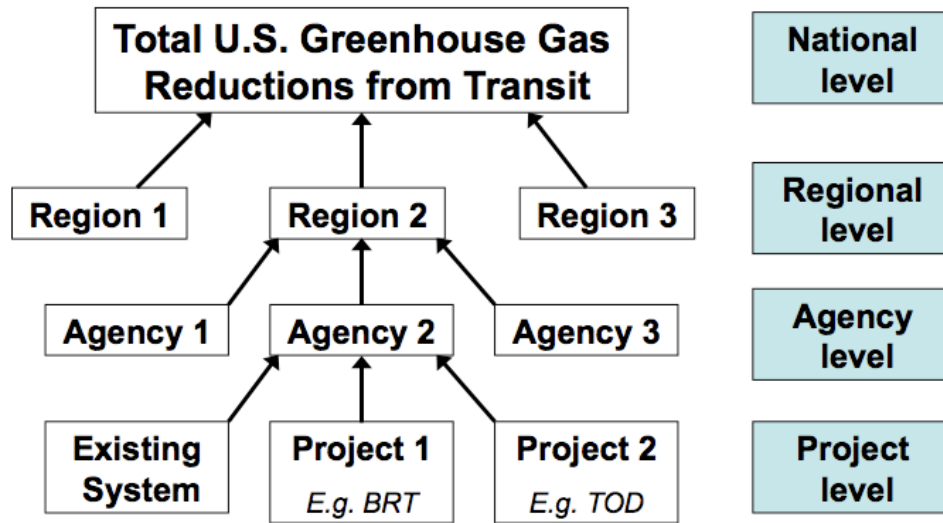 Total U.S. Greenhouse Gas
Reductions from Transit
National
level
Region 1
Region 2
Region 3
Regional
level
Agency 1
Agency 2
Agency 3
Agency
level
Existing
System
Project 1
E.g. BRT
Project 2
E.g. TOD
Project
level